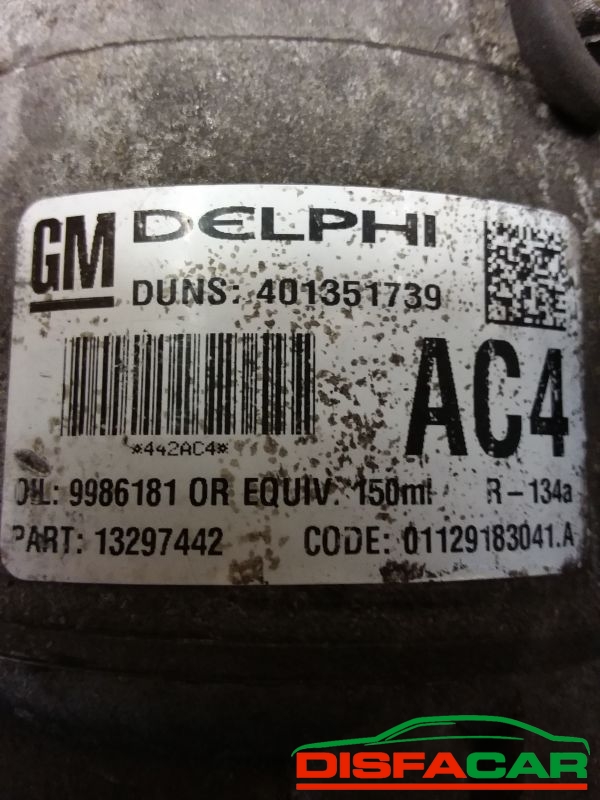 GM DELPHI
DUNS: 401351739
AC4
*442AC4*
OIL: 9986181 OR EQUIV. 150ml R-134a
PART: 13297442 CODE: 01129183041.A
DISFACAR